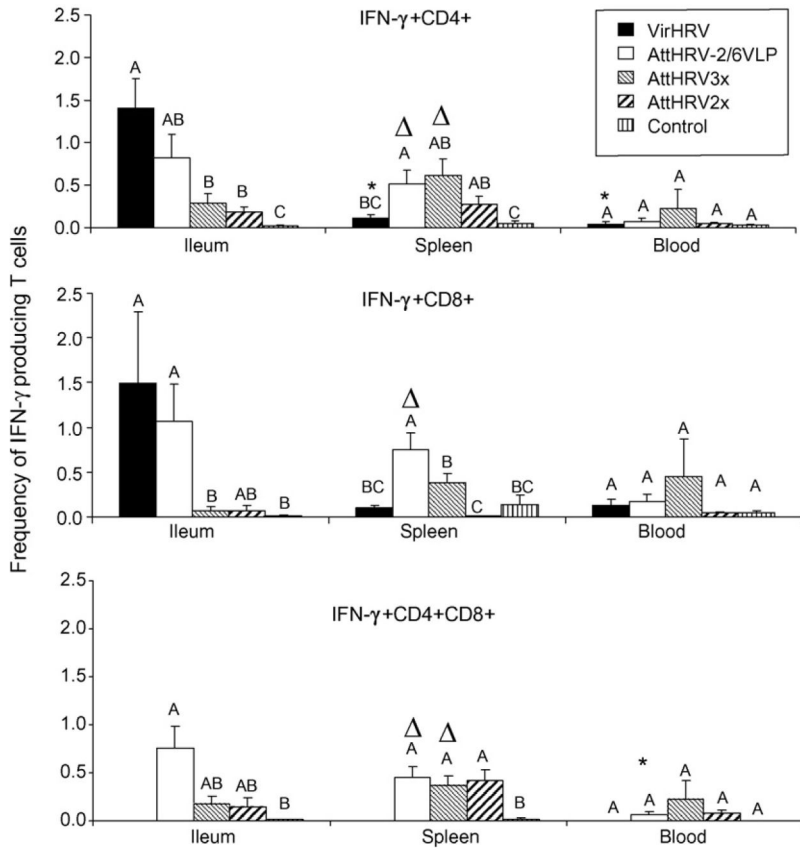 Frequency of IFN-γ producing T cells
IFN-γ+CD4+
VirHRV
AttHRV-2/6VLP
AttHRV3x
AttHRV2x
Control
2.5
2.0
1.5
1.0
0.5
0.0
A
AB
B
B
C
*
BC
Δ
A
Δ
AB
AB
C
*
A
A
A
A
A
Ileum Spleen Blood
IFN-γ+CD8+
2.5
2.0
1.5
1.0
0.5
0.0
A
A
B
AB
B
BC
Δ
A
B
C
BC
A
A
A
A
A
Ileum Spleen Blood
IFN-γ+CD4+CD8+
2.5
2.0
1.5
1.0
0.5
0.0
A
AB
AB
B
Δ
A
Δ
A
A
B
A
*
A
A
A
A
Ileum Spleen Blood